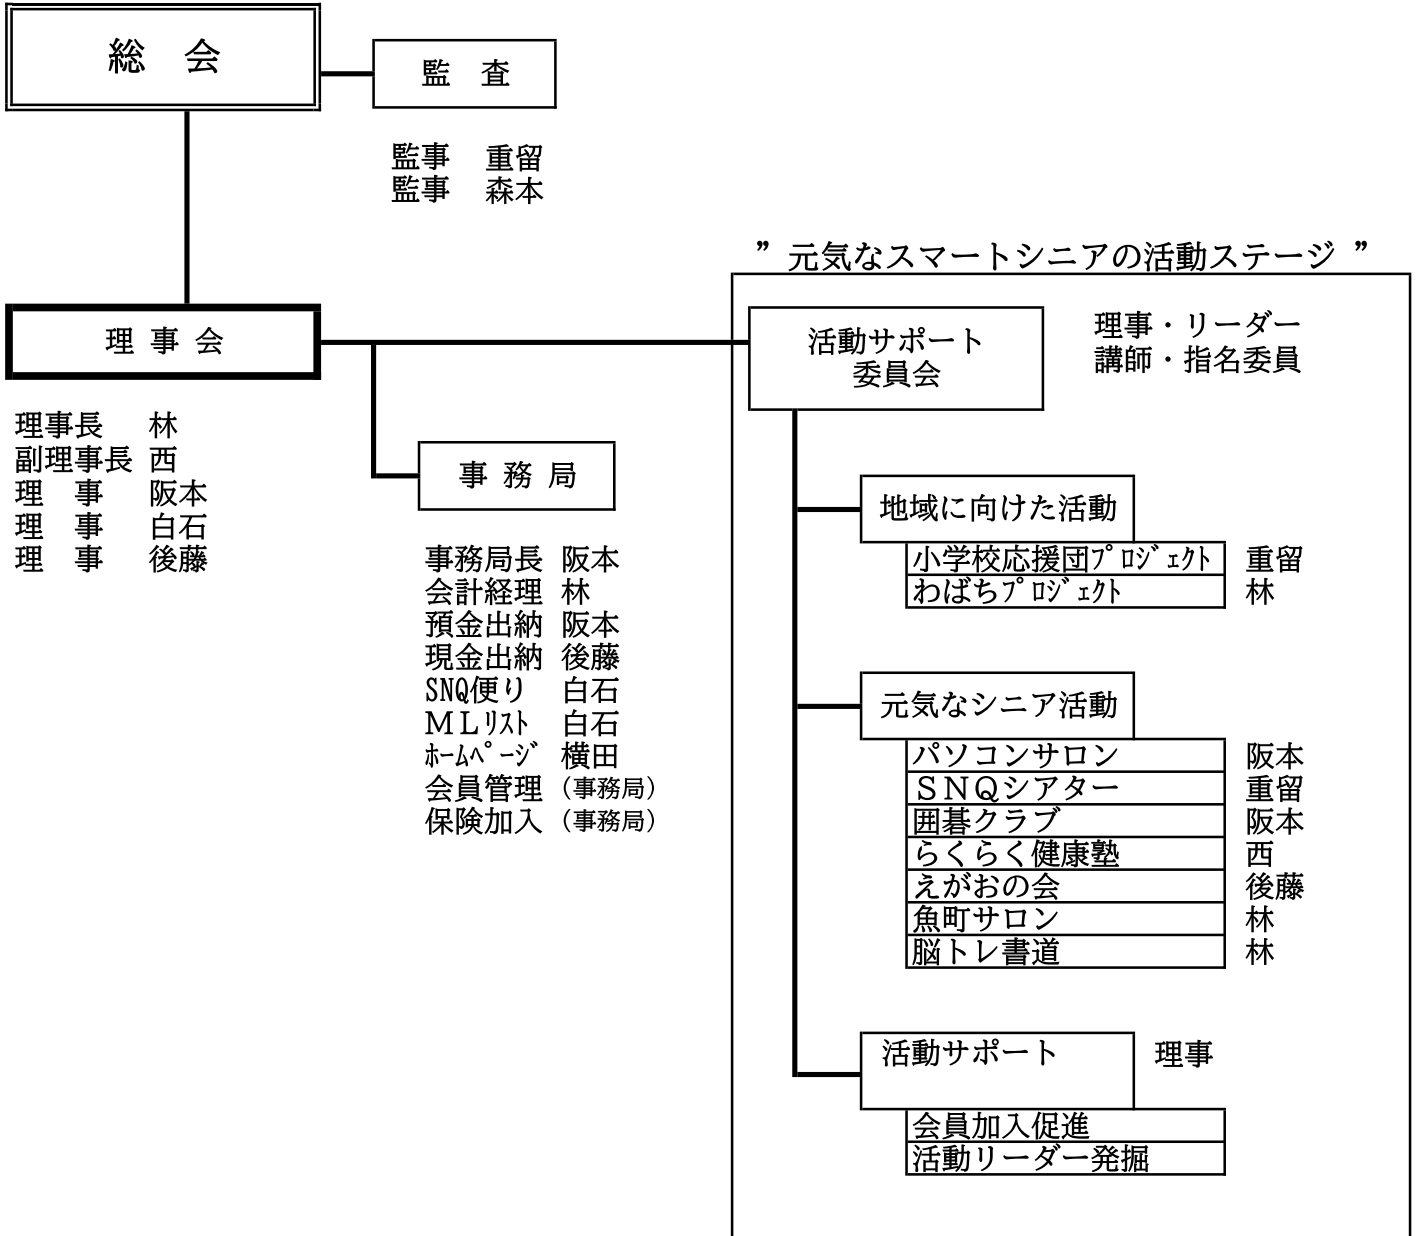 総　会
監　査
監事　重留
監事　森本
”元気なスマートシニアの活動ステージ”
理 事 会
活動サポート
委員会
理事・リーダー
講師・指名委員
理事長　林
副理事長 西
理　事　阪本
理　事　白石
理　事　後藤
事 務 局
事務局長 阪本
会計経理 林
預金出納 阪本
現金出納 後藤
SNQ便り 白石
ＭＬﾘｽﾄ 白石
ﾎｰﾑﾍﾟｰｼﾞ 横田
会員管理（事務局）
保険加入（事務局）
地域に向けた活動
小学校応援団ﾌﾟﾛｼﾞｪｸﾄ 重留
わばちﾌﾟﾛｼﾞｪｸﾄ 林
元気なシニア活動
パソコンサロン 阪本
ＳＮＱシアター 重留
囲碁クラブ 阪本
らくらく健康塾 西
えがおの会 後藤
魚町サロン 林
脳トレ書道 林
活動サポート 理事
会員加入促進
活動リーダー発掘